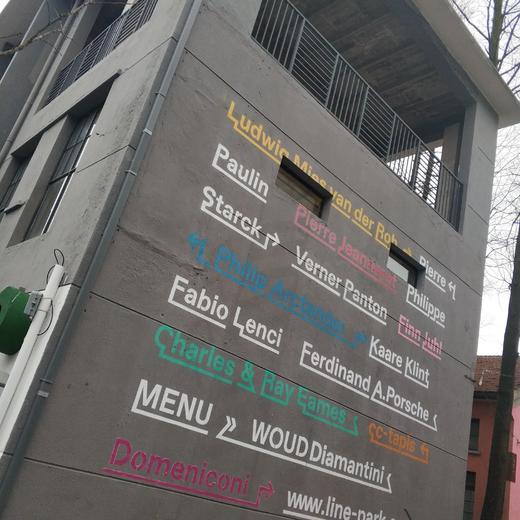 Ludwig Mies van der Roh
Paulin Pierre Jeanneret Pierre
Starck Verner Panton Philippe
Philip Arctander Finn Juhl
Fabio Lenci Kaare Klint
Ferdinand A.Porsche
Charles & Ray Eames cc-tapis
MENU » WOUD Diamantini
Domeniconi www.line-park